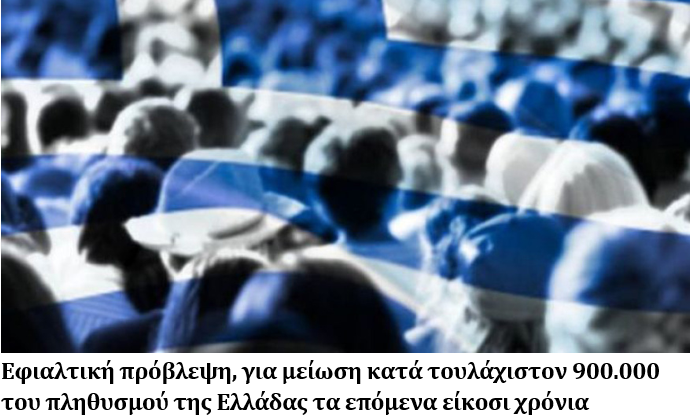 Εφιαλτική πρόβλεψη, για μείωση κατά τουλάχιστον 900.000
του πληθυσμού της Ελλάδας τα επόμενα είκοσι χρόνια